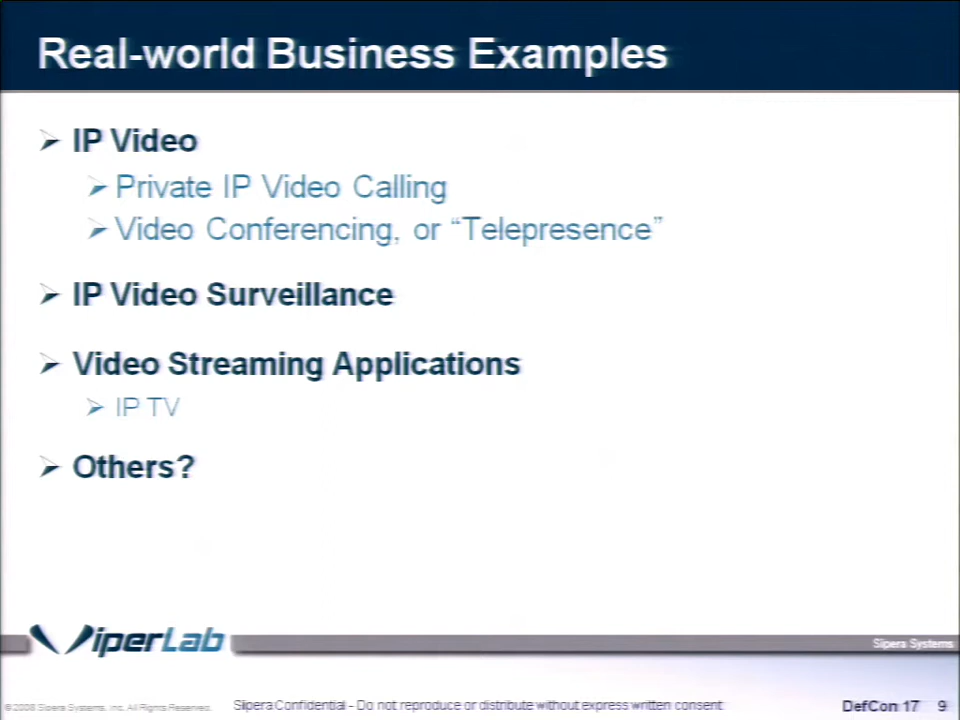 Real-world Business Examples
➢ IP Video
➢ Private IP Video Calling
➢ Video Conferencing, or “Telepresence”
➢ IP Video Surveillance
➢ Video Streaming Applications
➢ IP TV
➢ Others?
ViperLab
Sipera Systems
© 2008 Sipera Systems, Inc. All Rights Reserved.
Sipera Confidential - Do not reproduce or distribute without express written consent
DefCon 17 9